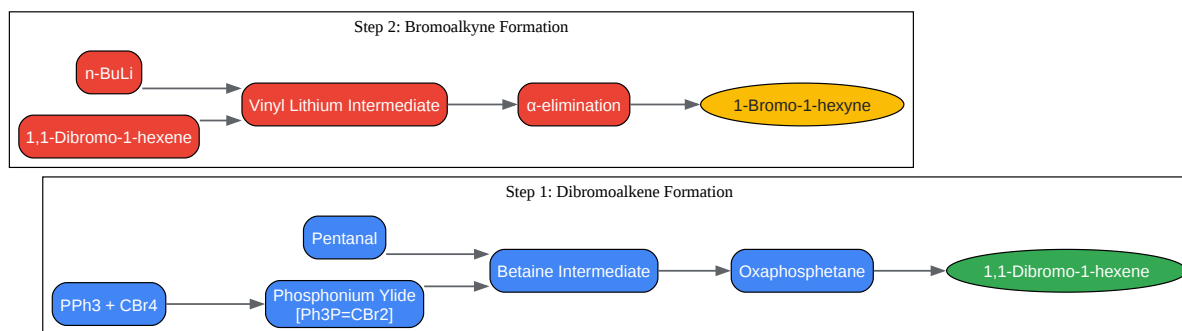 Step 2: Bromoalkyne Formation
n-BuLi
1,1-Dibromo-1-hexene
Vinyl Lithium Intermediate
α-elimination
1-Bromo-1-hexyne
Step 1: Dibromoalkene Formation
Pentanal
PPh3 + CBr4
Phosphonium Ylide
[Ph3P=CBr2]
Betaine Intermediate
Oxaphosphetane
1,1-Dibromo-1-hexene